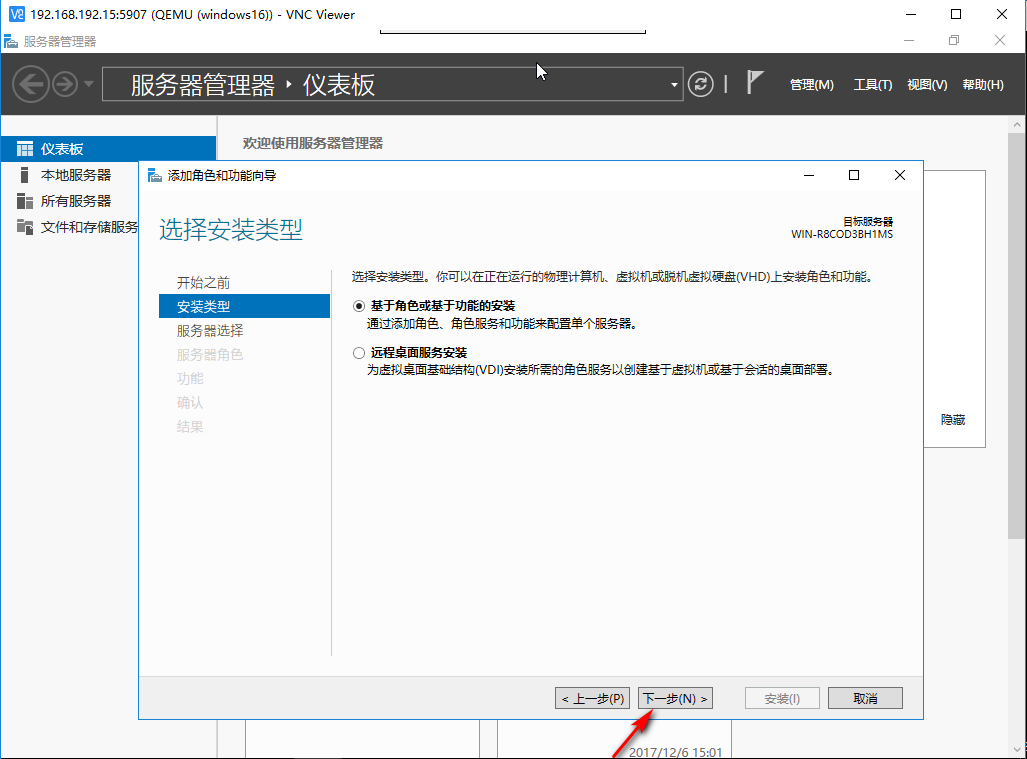 192.168.192.15:5907 (QEMU (windows16)) - VNC Viewer
服务器管理器
服务器管理器 仪表板
管理(M) 工具(T) 视图(V) 帮助(H)
仪表板
本地服务器
所有服务器
文件和存储服务
欢迎使用服务器管理器
添加角色和功能向导
选择安装类型
目标服务器
WIN-R8COD3BH1MS
开始之前
安装类型
服务器选择
服务器角色
功能
确认
结果
选择安装类型。你可以在正在运行的物理计算机、虚拟机或脱机虚拟硬盘(VHD)上安装角色和功能。
基于角色或基于功能的安装
通过添加角色、角色服务和功能来配置单个服务器。
远程桌面服务安装
为虚拟桌面基础结构(VDI)安装所需的角色服务以创建基于虚拟机或基于会话的桌面部署。
隐藏
< 上一步(P) 下一步(N) > 安装(I) 取消
2017/12/6 15:01